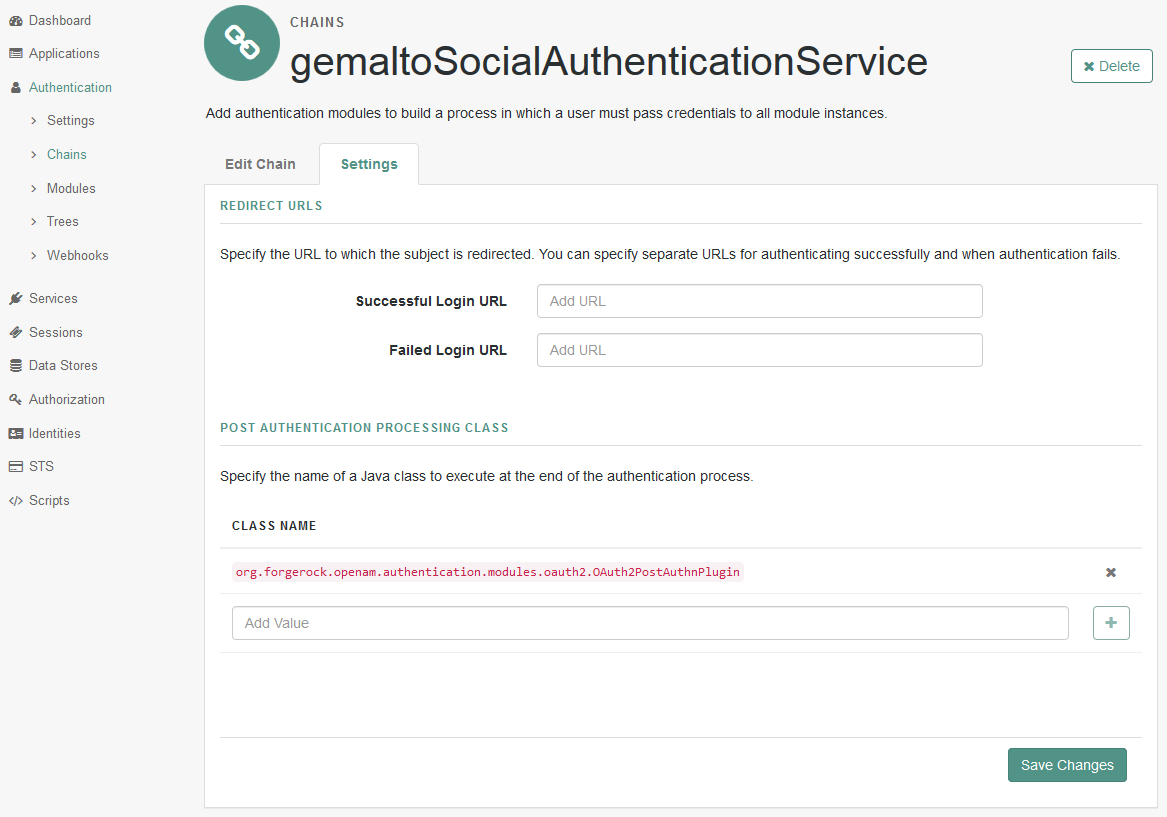 Dashboard
Applications
Authentication
Settings
Chains
Modules
Trees
Webhooks
Services
Sessions
Data Stores
Authorization
Identities
STS
Scripts
CHAINS
gemaltoSocialAuthenticationService
Delete
Add authentication modules to build a process in which a user must pass credentials to all module instances.
Edit Chain
Settings
REDIRECT URLS
Specify the URL to which the subject is redirected. You can specify separate URLs for authenticating successfully and when authentication fails.
Successful Login URL
Add URL
Failed Login URL
Add URL
POST AUTHENTICATION PROCESSING CLASS
Specify the name of a Java class to execute at the end of the authentication process.
CLASS NAME
org.forgerock.openam.authentication.modules.oauth2.OAuth2PostAuthnPlugin
Add Value
Save Changes